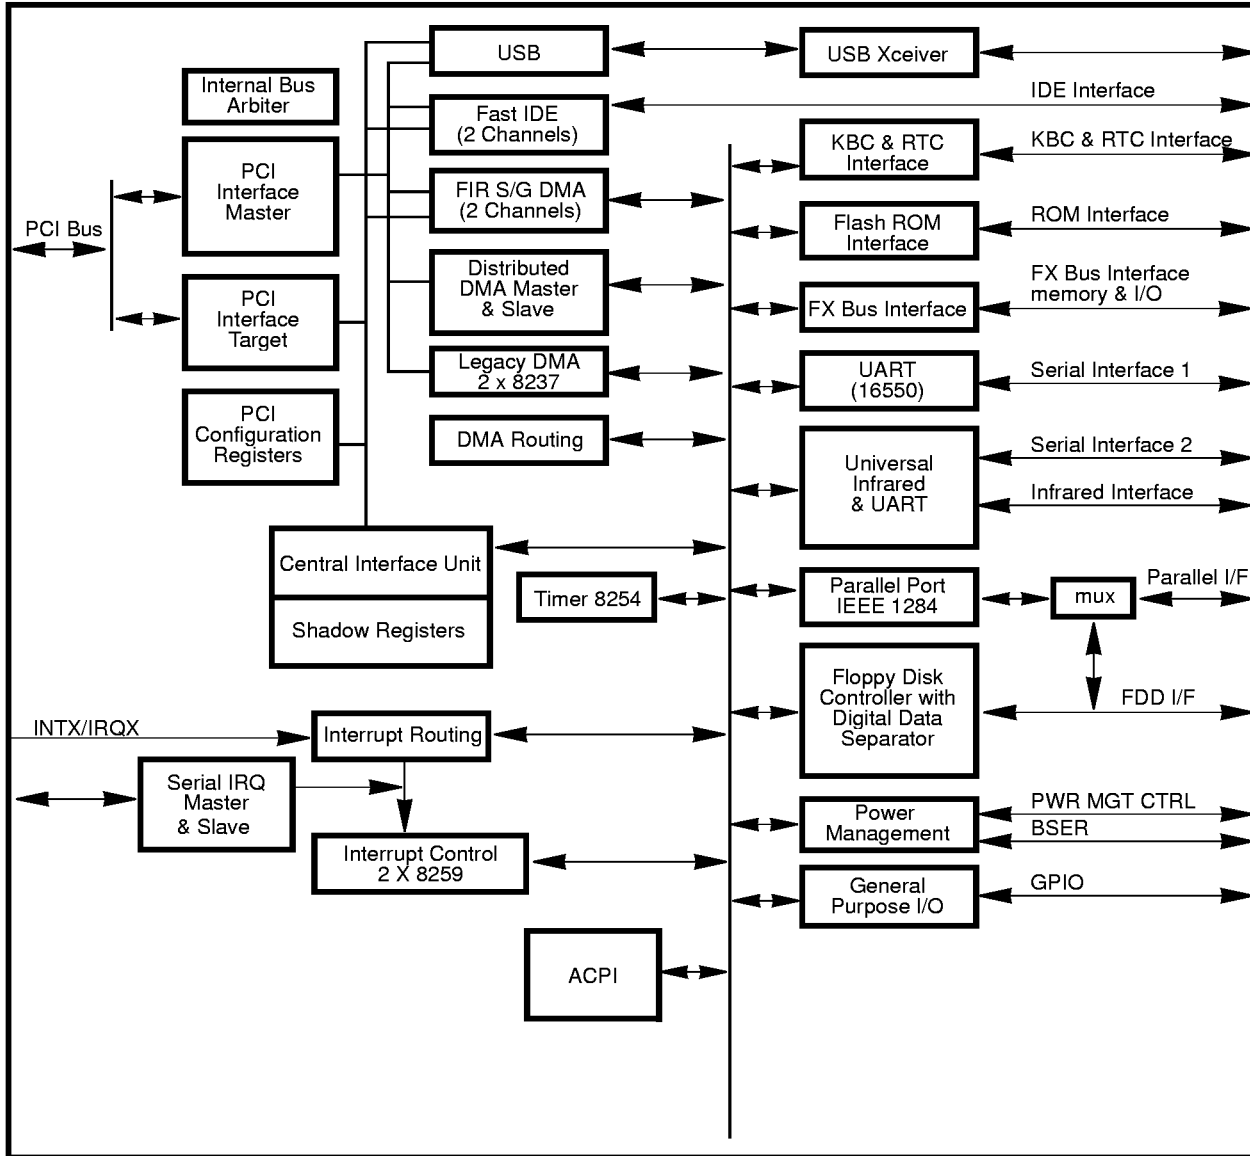 USB
USB Xceiver
Internal Bus
Arbiter
IDE Interface
Fast IDE
(2 Channels)
KBC & RTC
Interface
KBC & RTC Interface
PCI
Interface
Master
FIR S/G DMA
(2 Channels)
PCI Bus
Flash ROM
Interface
ROM Interface
Distributed
DMA Master
& Slave
FX Bus Interface
memory & I/O
FX Bus Interface
PCI
Interface
Target
Legacy DMA
2 x 8237
UART
(16550)
Serial Interface 1
PCI
Configuration
Registers
DMA Routing
Universal
Infrared
& UART
Serial Interface 2
Infrared Interface
Central Interface Unit
Shadow Registers
Timer 8254
Parallel Port
IEEE 1284
mux
Parallel I/F
Floppy Disk
Controller with
Digital Data
Separator
FDD I/F
INTX/IRQX
Interrupt Routing
Serial IRQ
Master
& Slave
Interrupt Control
2 X 8259
Power
Management
PWR MGT CTRL
BSER
General
Purpose I/O
GPIO
ACPI